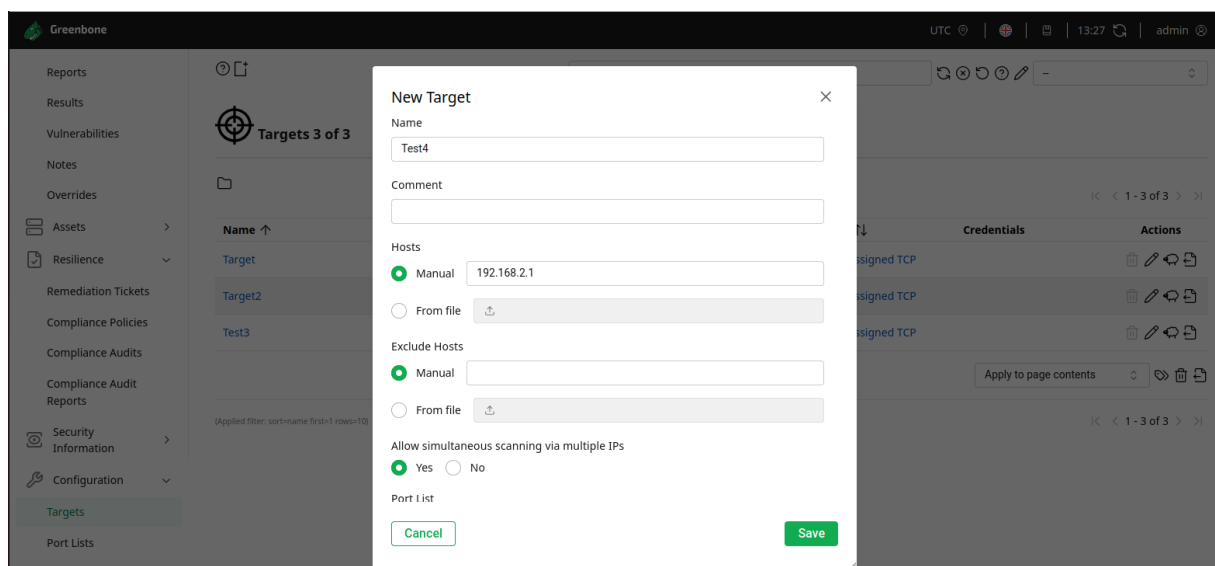 Greenbone
UTC
13:27
admin
Reports
Results
Vulnerabilities
Notes
Overrides
Assets
Resilience
Remediation Tickets
Compliance Policies
Compliance Audits
Compliance Audit
Reports
Security
Information
Configuration
Targets
Port Lists
Targets 3 of 3
–
1 - 3 of 3
Name
Credentials
Actions
Target
ssigned TCP
Target2
ssigned TCP
Test3
ssigned TCP
Apply to page contents
(Applied filter: sort=name first=1 rows=10)
1 - 3 of 3
New Target
Name
Test4
Comment
Hosts
Manual 192.168.2.1
From file
Exclude Hosts
Manual
From file
Allow simultaneous scanning via multiple IPs
Yes No
Port List
Cancel Save